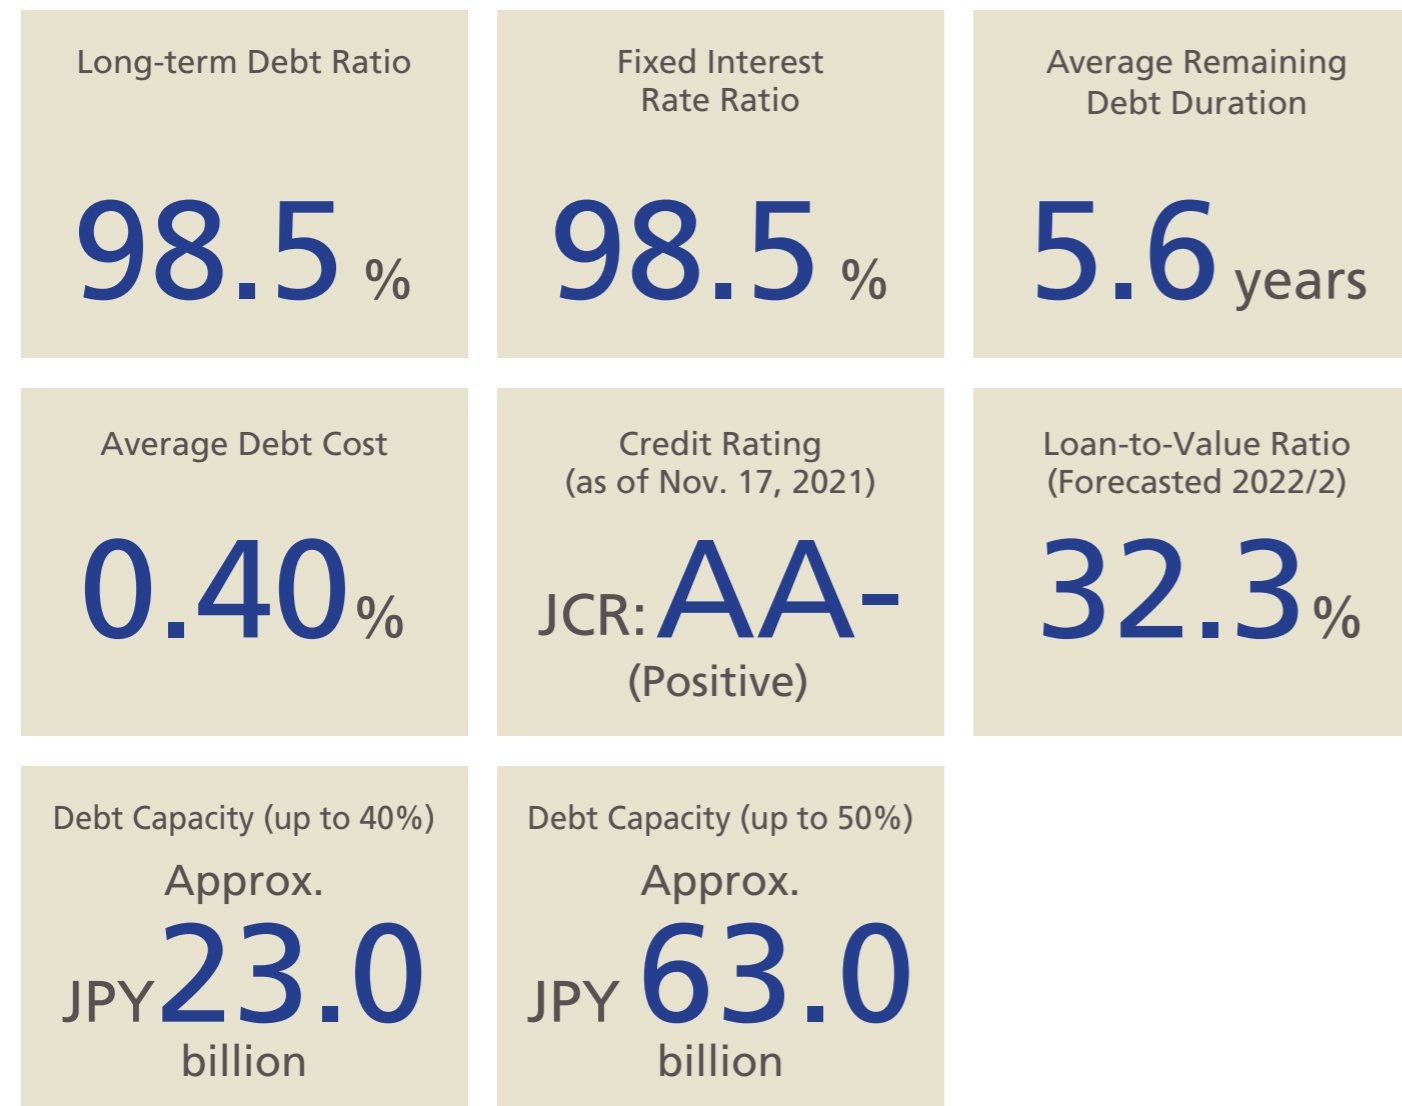 Long-term Debt Ratio
98.5 %
Fixed Interest
Rate Ratio
98.5 %
Average Remaining
Debt Duration
5.6 years
Average Debt Cost
0.40%
Credit Rating
(as of Nov. 17, 2021)
JCR: AA-
(Positive)
Loan-to-Value Ratio
(Forecasted 2022/2)
32.3%
Debt Capacity (up to 40%)
Approx.
JPY 23.0
billion
Debt Capacity (up to 50%)
Approx.
JPY 63.0
billion